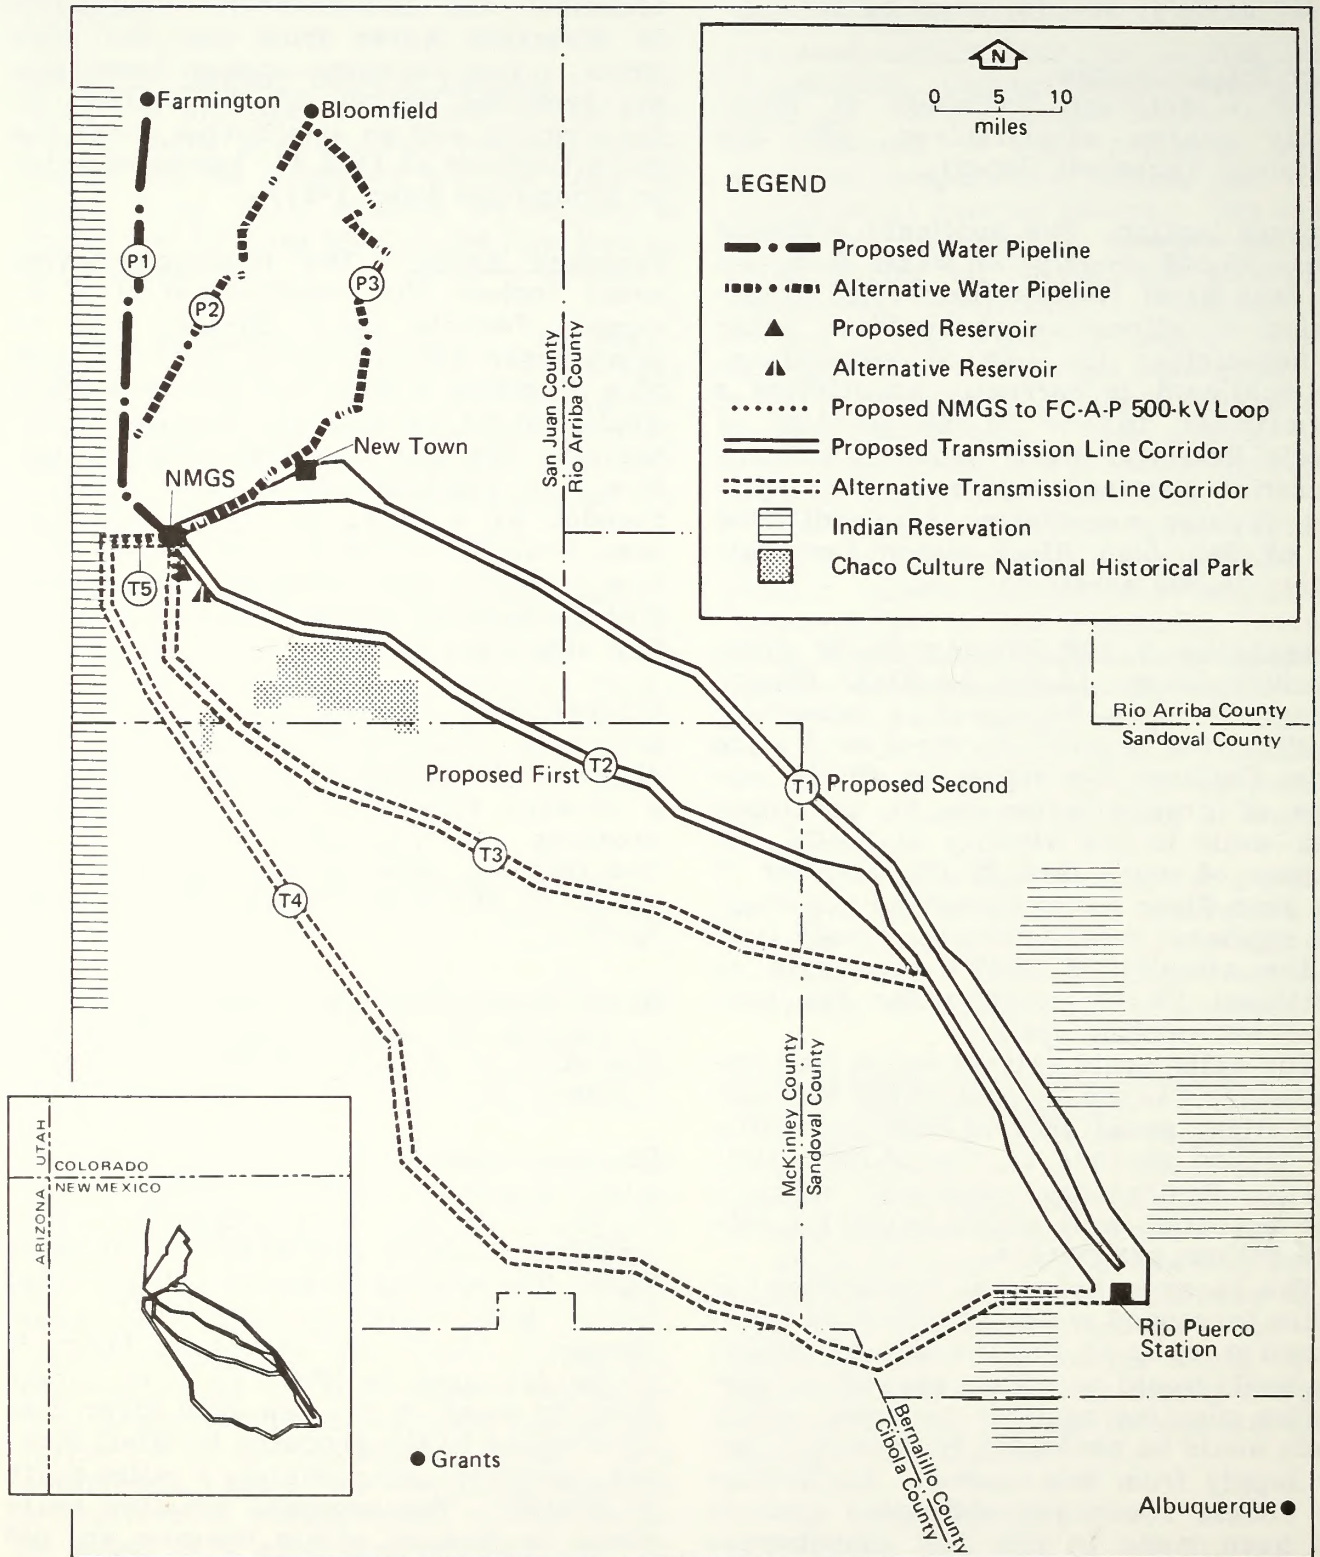 N
0 5 10
miles
LEGEND
Proposed Water Pipeline
Alternative Water Pipeline
Proposed Reservoir
Alternative Reservoir
Proposed NMGS to FC-A-P 500-kV Loop
Proposed Transmission Line Corridor
Alternative Transmission Line Corridor
Indian Reservation
Chaco Culture National Historical Park
Farmington
Bloomfield
P1
P2
P3
San Juan County
Rio Arriba County
New Town
NMGS
T5
Rio Arriba County
Sandoval County
Proposed First
T2
T1
Proposed Second
T3
T4
McKinley County
Sandoval County
UTAH
ARIZONA
COLORADO
NEW MEXICO
Rio Puerco
Station
Grants
Bernalillo County
Cibola County
Albuquerque